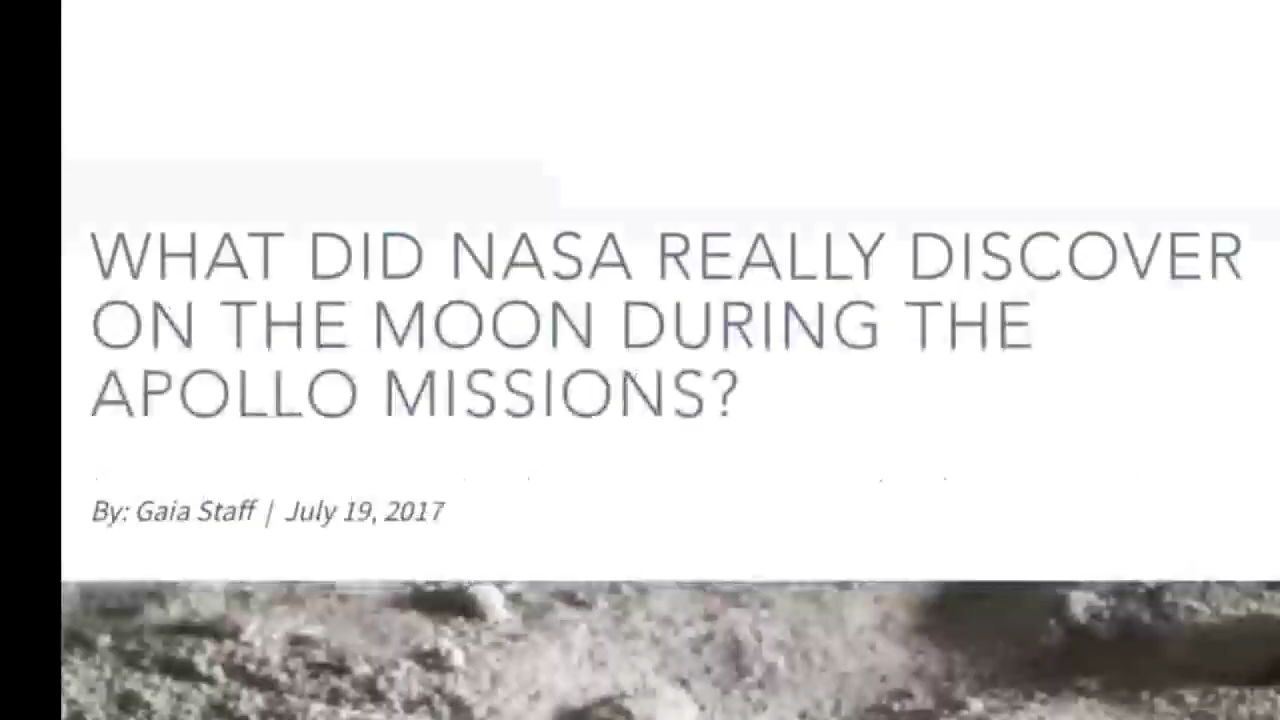 WHAT DID NASA REALLY DISCOVER
ON THE MOON DURING THE
APOLLO MISSIONS?
By: Gaia Staff | July 19, 2017